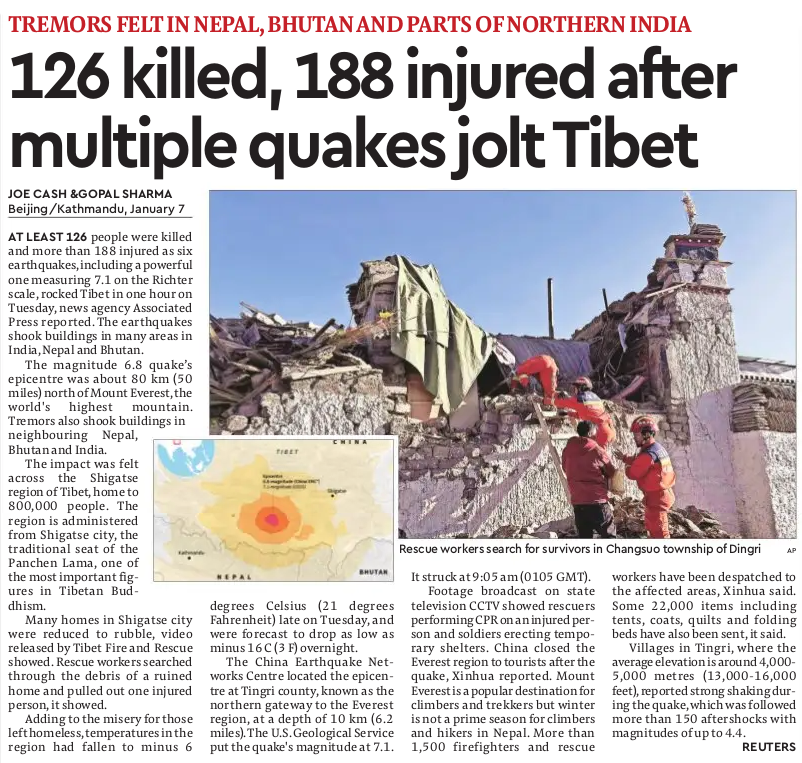 TREMORS FELT IN NEPAL, BHUTAN AND PARTS OF NORTHERN INDIA
126 killed, 188 injured after
multiple quakes jolt Tibet
JOE CASH &GOPAL SHARMA
Beijing/Kathmandu, January 7
AT LEAST 126 people were killed
and more than 188 injured as six
earthquakes, including a powerful
one measuring 7.1 on the Richter
scale, rocked Tibet in one hour on
Tuesday, news agency Associated
Press reported. The earthquakes
shook buildings in many areas in
India, Nepal and Bhutan.
The magnitude 6.8 quake's
epicentre was about 80 km (50
miles) north of Mount Everest, the
world's highest mountain.
Tremors also shook buildings in
neighbouring Nepal,
Bhutan and India.
The impact was felt
across the Shigatse
region of Tibet, home to
800,000 people. The
region is administered
from Shigatse city, the
traditional seat of the
Panchen Lama, one of
the most important fig-
ures in Tibetan Bud-
dhism.
Many homes in Shigatse city
were reduced to rubble, video
released by Tibet Fire and Rescue
showed. Rescue workers searched
through the debris of a ruined
home and pulled out one injured
person, it showed.
Adding to the misery for those
left homeless, temperatures in the
region had fallen to minus 6
CHINA
TIBET
Epicentre
Shigatse
Kathmandu
NEPAL
BHUTAN
Rescue workers search for survivors in Changsuo township of Dingri
AP
degrees Celsius (21 degrees
Fahrenheit) late on Tuesday, and
were forecast to drop as low as
minus 16 C (3 F) overnight.
The China Earthquake Net-
works Centre located the epicen-
tre at Tingri county, known as the
northern gateway to the Everest
region, at a depth of 10 km (6.2
miles). The U.S. Geological Service
put the quake's magnitude at 7.1.
It struck at 9:05 am (0105 GMT).
Footage broadcast on state
television CCTV showed rescuers
performing CPR on an injured per-
son and soldiers erecting tempo-
rary shelters. China closed the
Everest region to tourists after the
quake, Xinhua reported. Mount
Everest is a popular destination for
climbers and trekkers but winter
is not a prime season for climbers
and hikers in Nepal. More than
1,500 firefighters and rescue
workers have been despatched to
the affected areas, Xinhua said.
Some 22,000 items including
tents, coats, quilts and folding
beds have also been sent, it said.
Villages in Tingri, where the
average elevation is around 4,000-
5,000 metres (13,000-16,000
feet), reported strong shaking dur-
ing the quake, which was followed
more than 150 aftershocks with
magnitudes of up to 4.4.
REUTERS